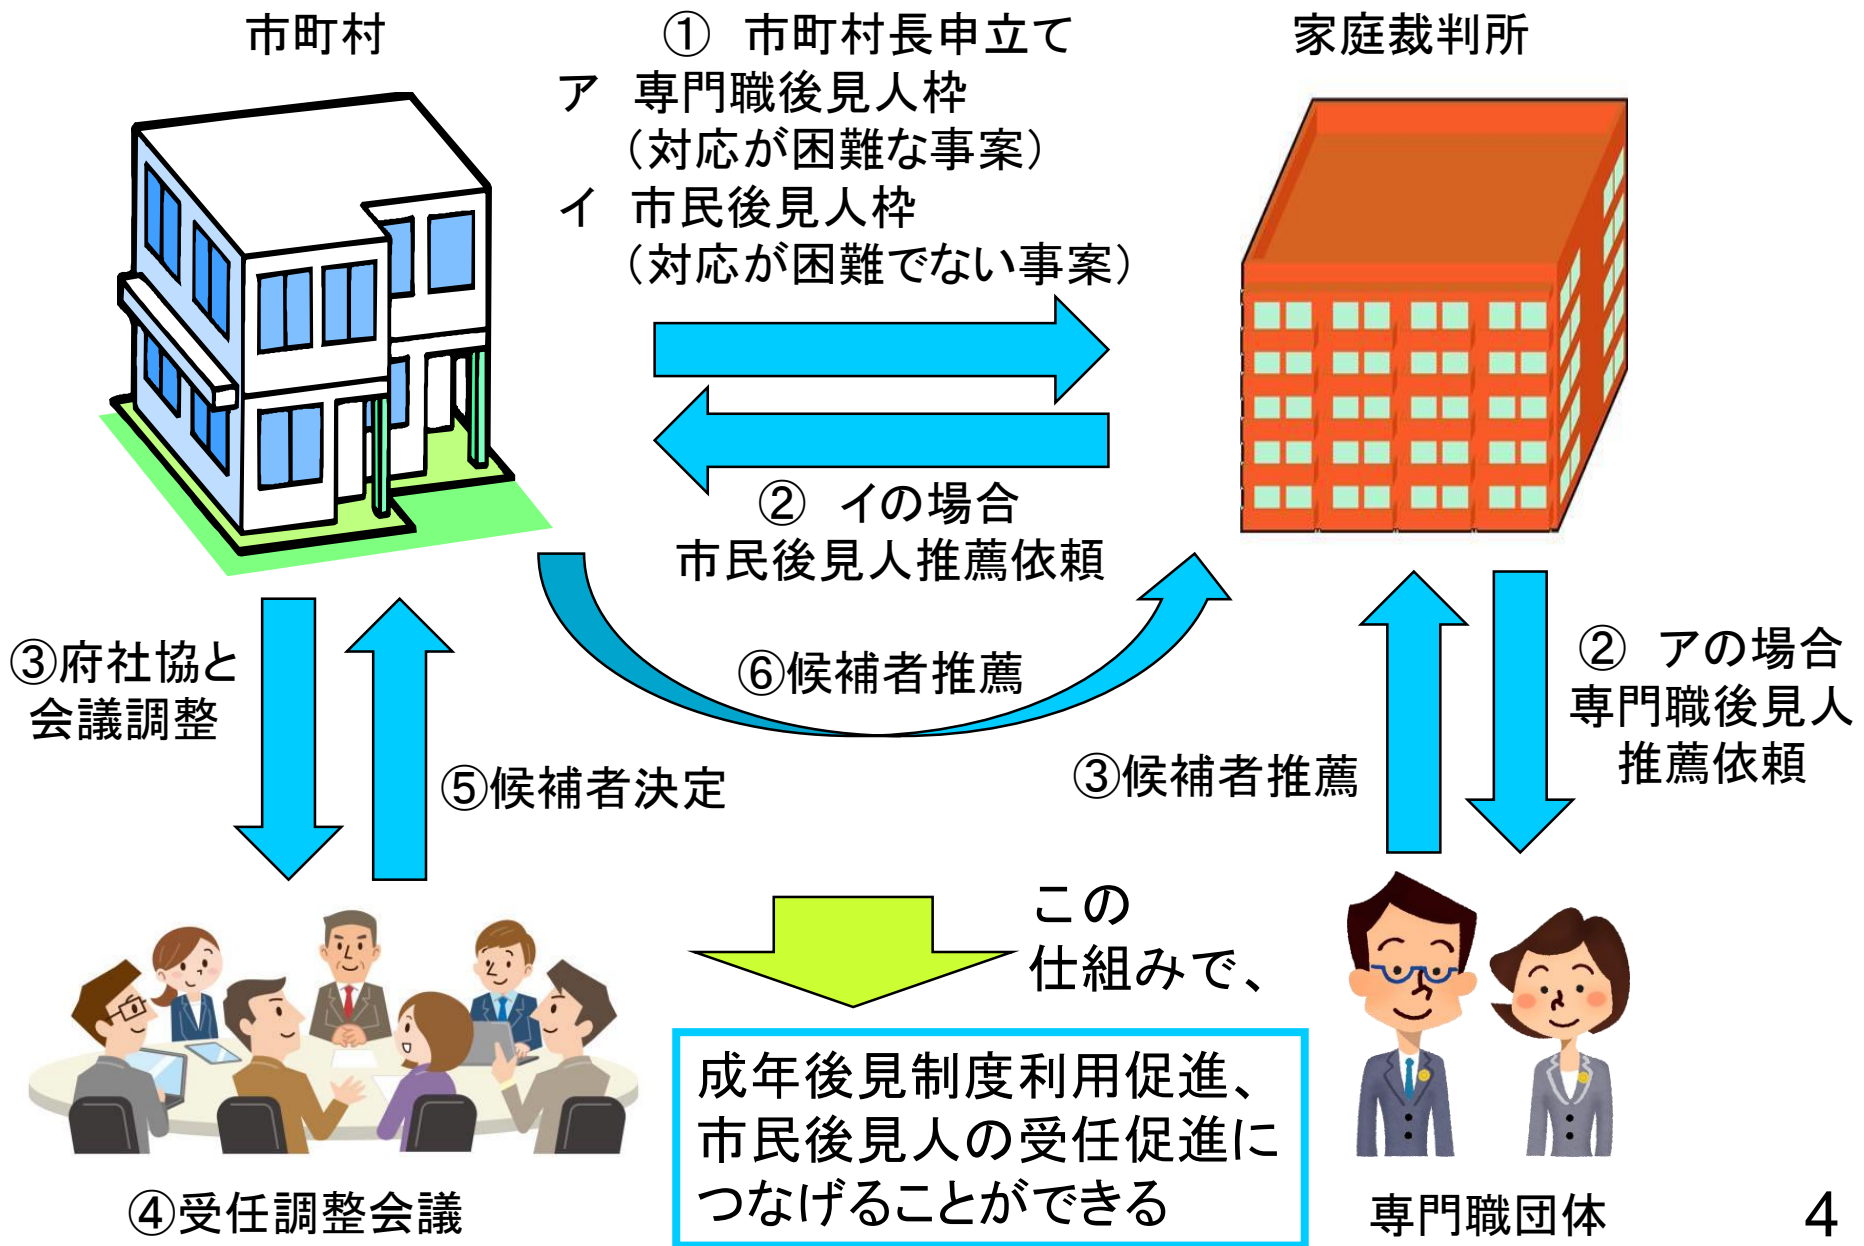 市町村
① 市町村長申立て
ア 専門職後見人枠
（対応が困難な事案）
イ 市民後見人枠
（対応が困難でない事案）
家庭裁判所
② イの場合
市民後見人推薦依頼
③府社協と
会議調整
⑤候補者決定
⑥候補者推薦
③候補者推薦
② アの場合
専門職後見人
推薦依頼
この
仕組みで、
成年後見制度利用促進、
市民後見人の受任促進に
つなげることができる
④受任調整会議
専門職団体
4